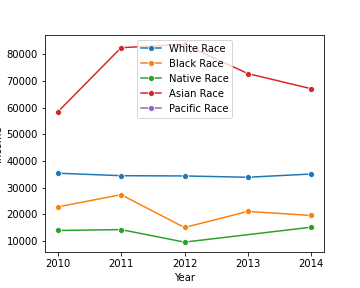 80000
70000
60000
50000
40000
30000
20000
10000
White Race
Black Race
Native Race
Asian Race
Pacific Race
2010 2011 2012 2013 2014
Year